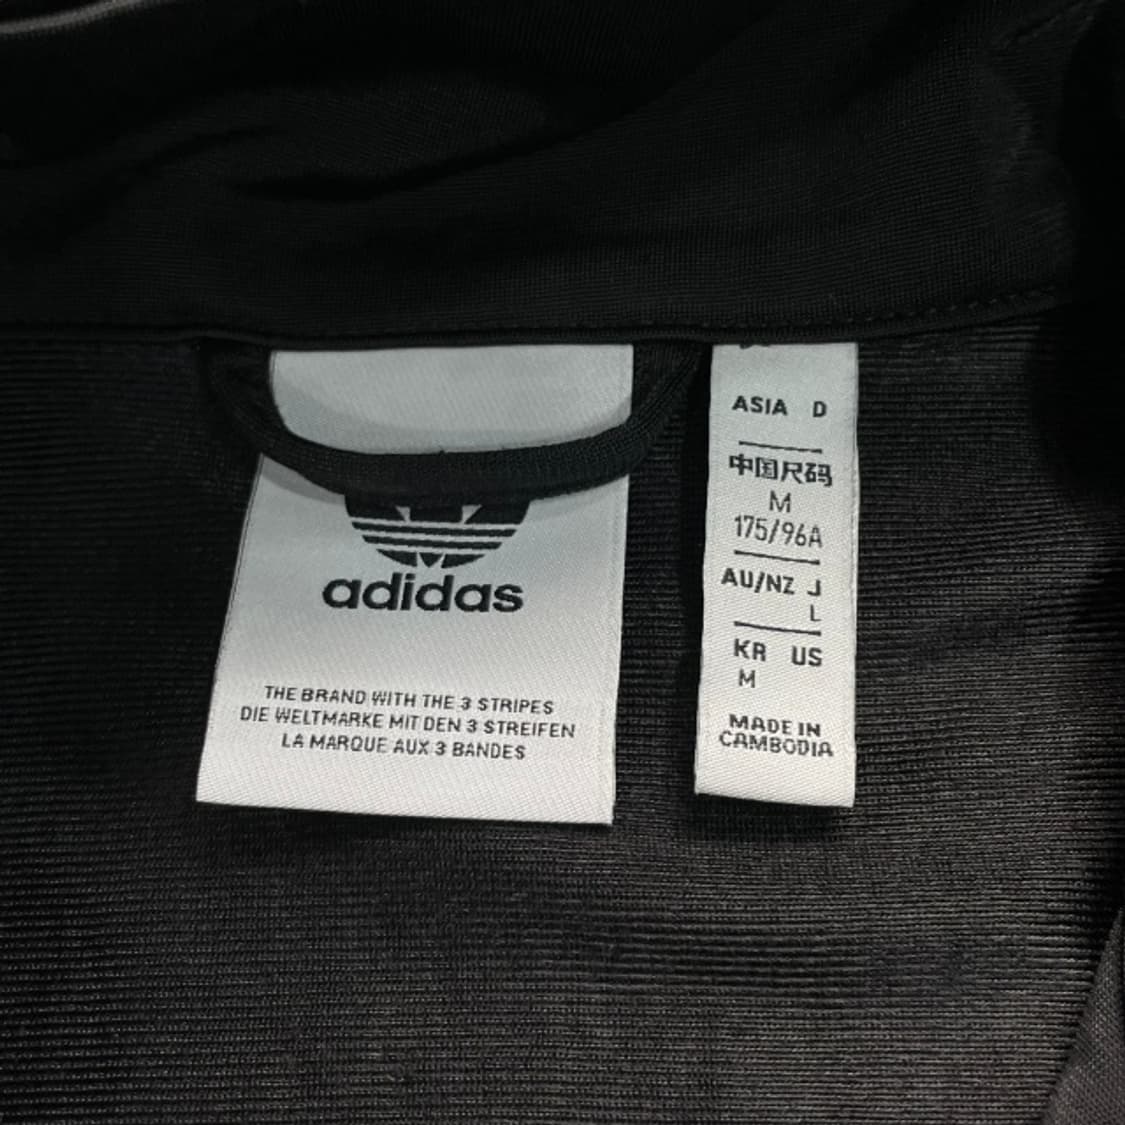 adidas
THE BRAND WITH THE 3 STRIPES
DIE WELTMARKE MIT DEN 3 STREIFEN
LA MARQUE AUX 3 BANDES
ASIA D
中国尺码
M
175/96A
AU/NZ J
L
KR US
M
MADE IN
CAMBODIA